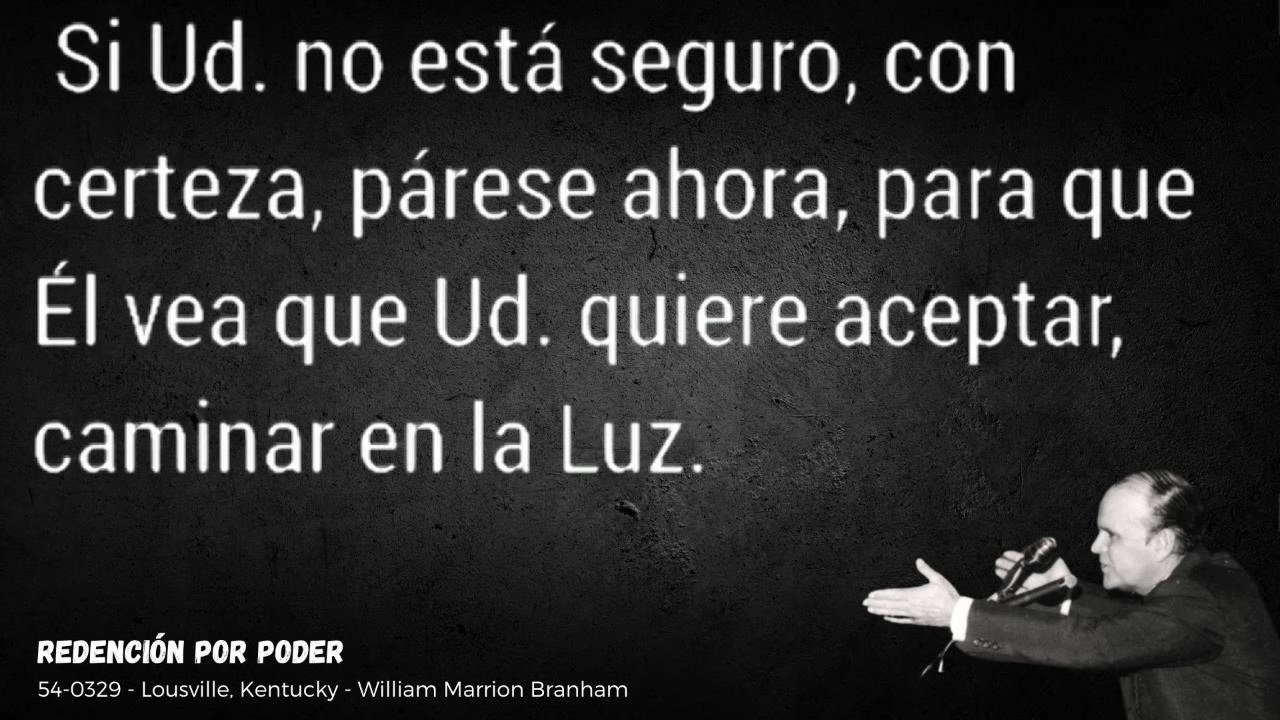 Si Ud. no está seguro, con
certeza, párese ahora, para que
Él vea que Ud. quiere aceptar,
caminar en la Luz.
REDENCIÓN POR PODER
54-0329 - Lousville, Kentucky - William Marrion Branham